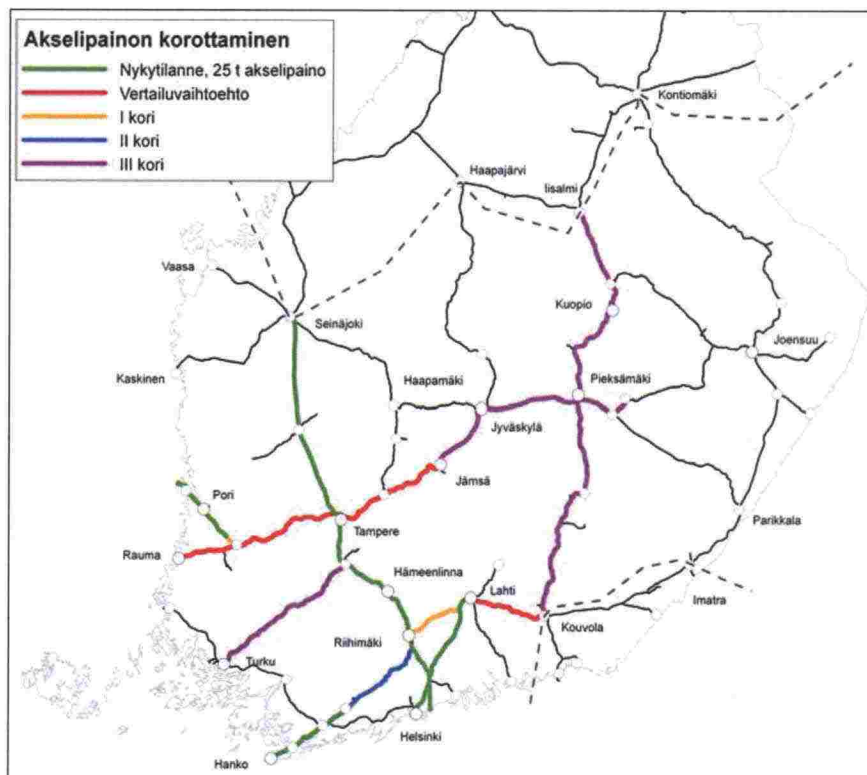 Akselipainon korottaminen
Nykytilanne, 25 t akselipaino
Vertailuvaihtoehto
I kori
II kori
III kori
Kontiomäki
Haapajärvi
Iisalmi
Vaasa
Seinäjoki
Kuopio
Joensuu
Kaskinen
Haapamäki
Pieksämäki
Jyväskylä
Pori
Jämsä
Tampere
Parikkala
Rauma
Hämeenlinna
Lahti
Imatra
Riihimäki
Kouvola
Turku
Helsinki
Hanko